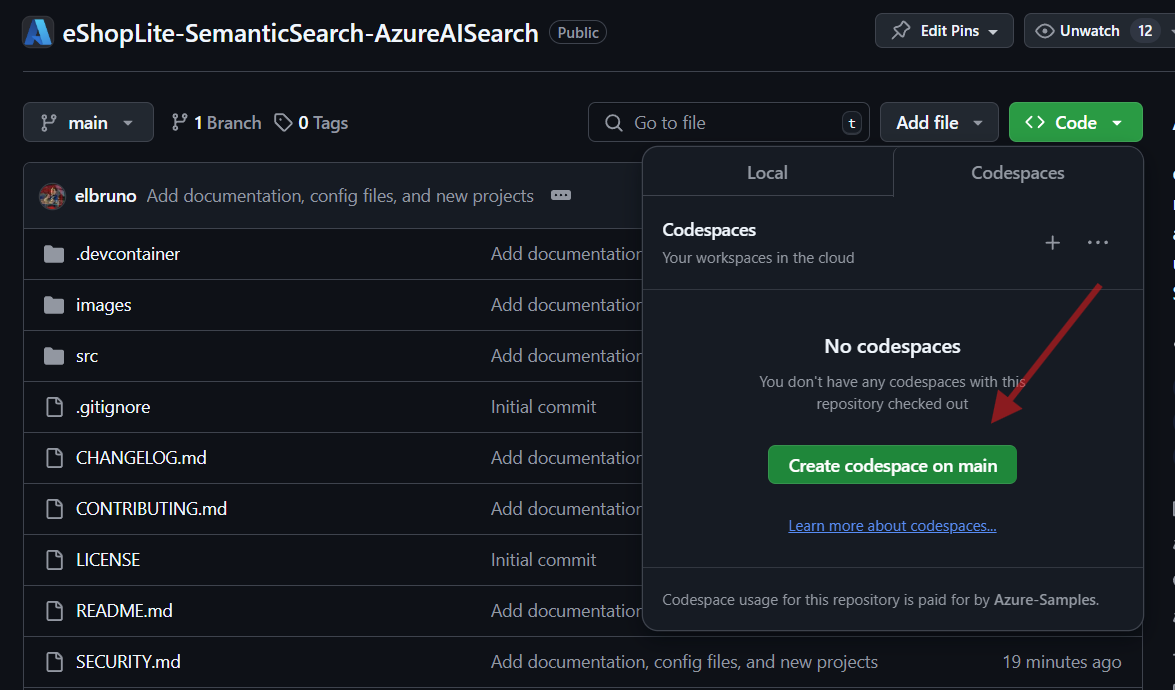 eShopLite-SemanticSearch-AzureAISearch Public Edit Pins Unwatch 12
main 1 Branch 0 Tags Go to file t Add file Code
Local Codespaces
elbruno Add documentation, config files, and new projects
Codespaces
Your workspaces in the cloud
No codespaces
You don't have any codespaces with this
repository checked out
Create codespace on main
Learn more about codespaces...
Codespace usage for this repository is paid for by Azure-Samples.
.devcontainer Add documentation
images Add documentation
src Add documentation
.gitignore Initial commit
CHANGELOG.md Add documentation
CONTRIBUTING.md Add documentation
LICENSE Initial commit
README.md Add documentation
SECURITY.md Add documentation, config files, and new projects 19 minutes ago